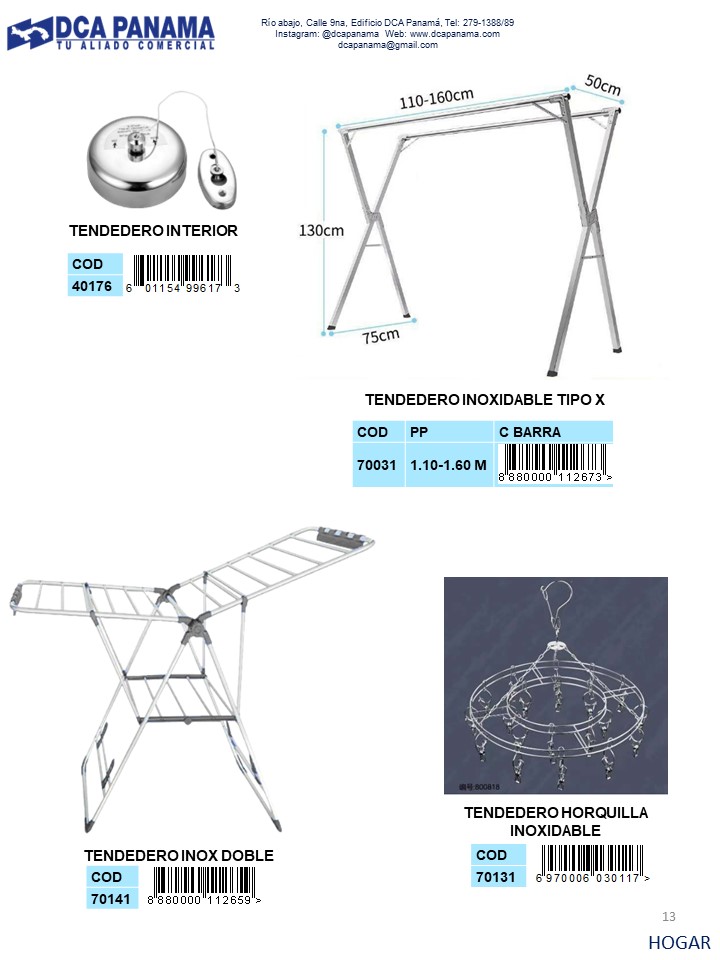 DCA PANAMA
TU ALIADO COMERCIAL
Río abajo, Calle 9na, Edificio DCA Panamá, Tel: 279-1388/89
Instagram: @dcapanama Web: www.dcapanama.com
dcapanama@gmail.com
TENDEDERO INTERIOR
COD
40176
6 01154 99617 3
110-160cm
50cm
130cm
75cm
TENDEDERO INOXIDABLE TIPO X
COD PP C BARRA
70031 1.10-1.60 M
8 880000 112673 >
TENDEDERO INOX DOBLE
COD
70141
8 880000 112659 >
编号:800818
TENDEDERO HORQUILLA
INOXIDABLE
COD
70131
6 970006 030117 >
13
HOGAR